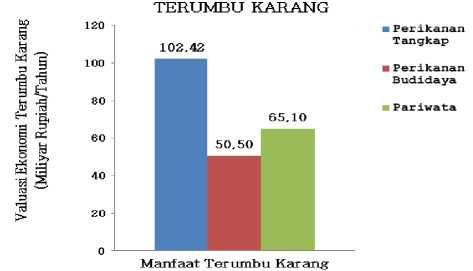 TERUMBU KARANG
Valuasi Ekonomi Terumbu Karang
(Miliyar Rupiah/Tahun)
120
100
80
60
40
20
0
102,42
50,50
65,10
Manfaat Terumbu Karang
Perikanan
Tangkap
Perikanan
Budidaya
Pariwata